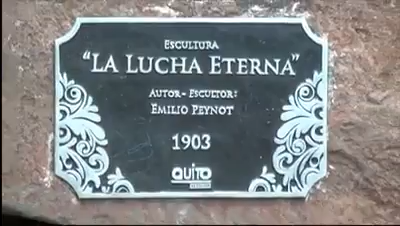 ESCULTURA
"LA LUCHA ETERNA"
AUTOR - ESCULTOR:
EMILIO PEYNOT
1903
QUITO